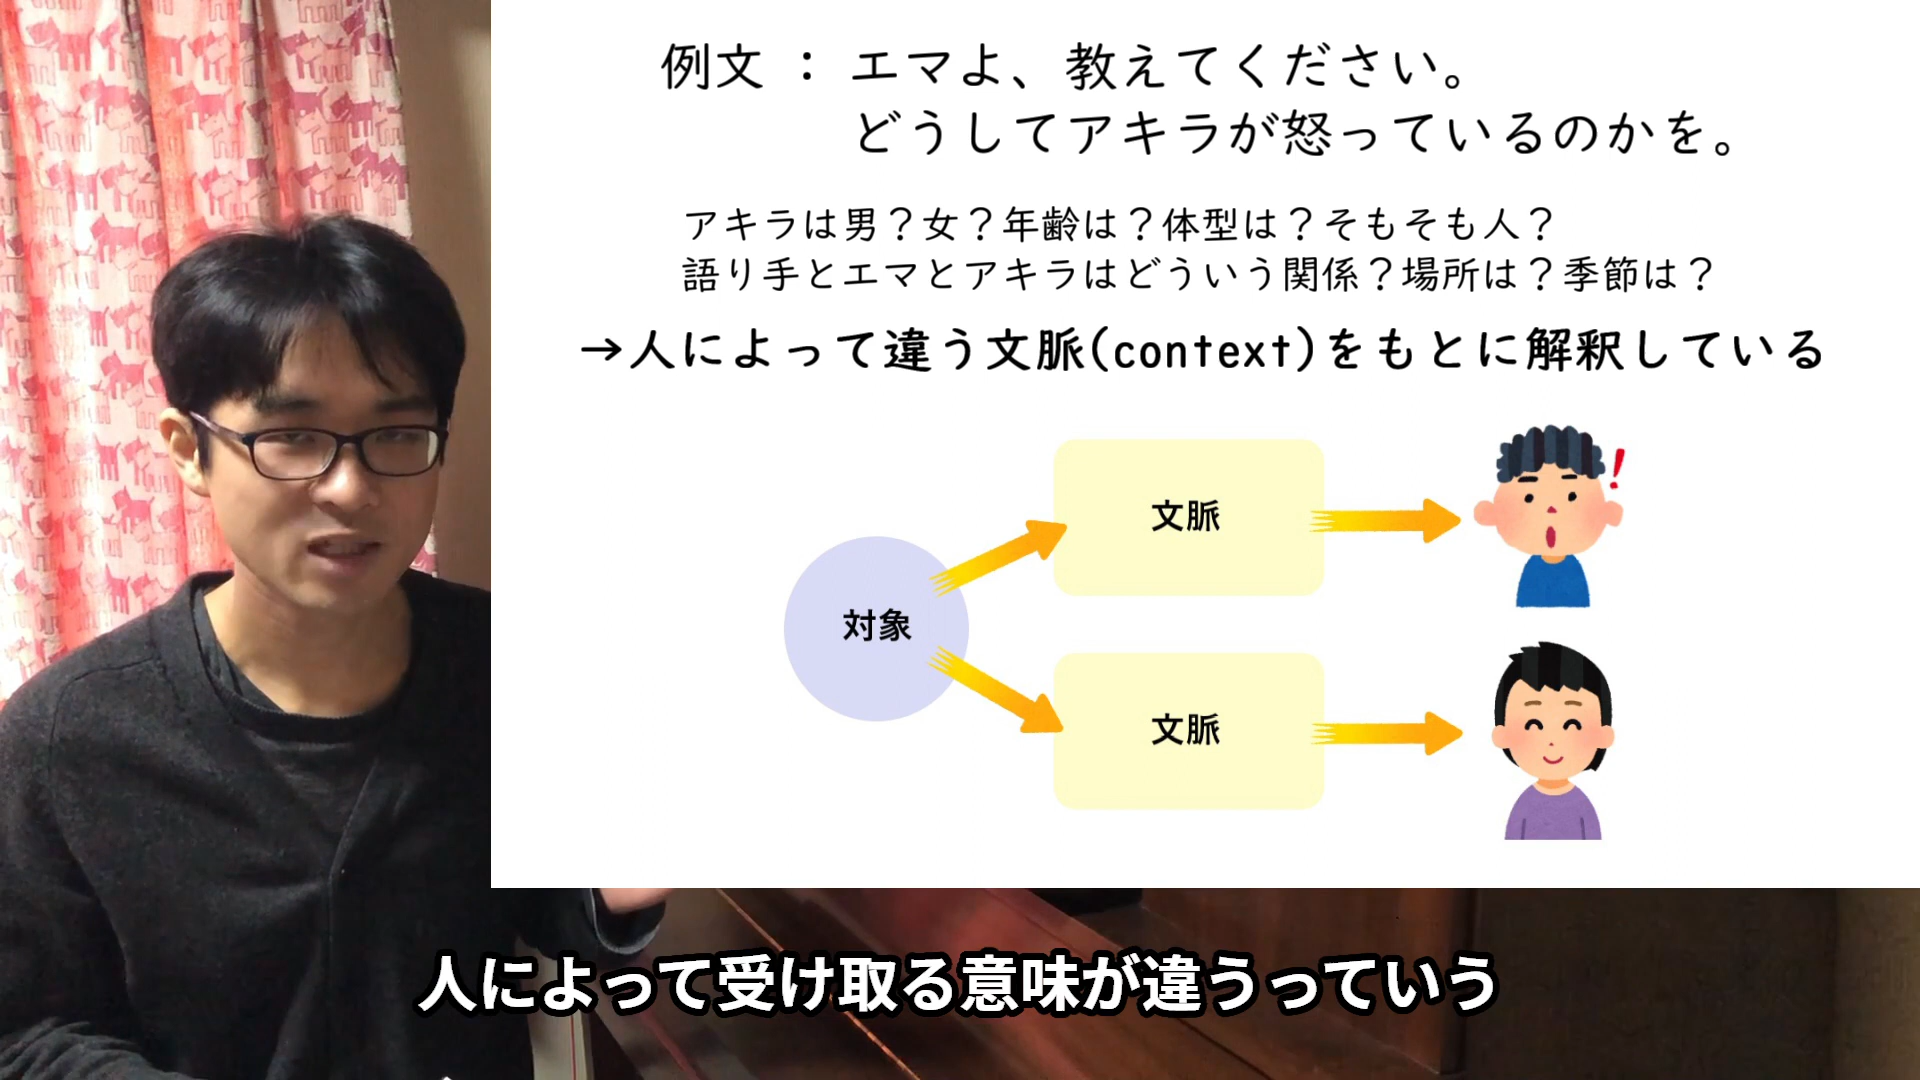 例文 ： エマよ、教えてください。
どうしてアキラが怒っているのかを。
アキラは男？女？年齢は？体型は？そもそも人？
語り手とエマとアキラはどういう関係？場所は？季節は？
→人によって違う文脈(context)をもとに解釈している
文脈
!
対象
文脈
人によって受け取る意味が違うっていう